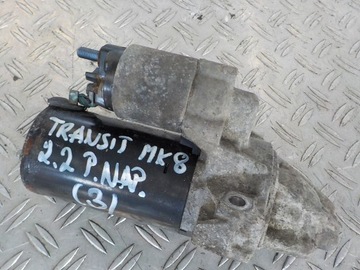 TRANSIT MK8
2.2 P.NAP.
(3)